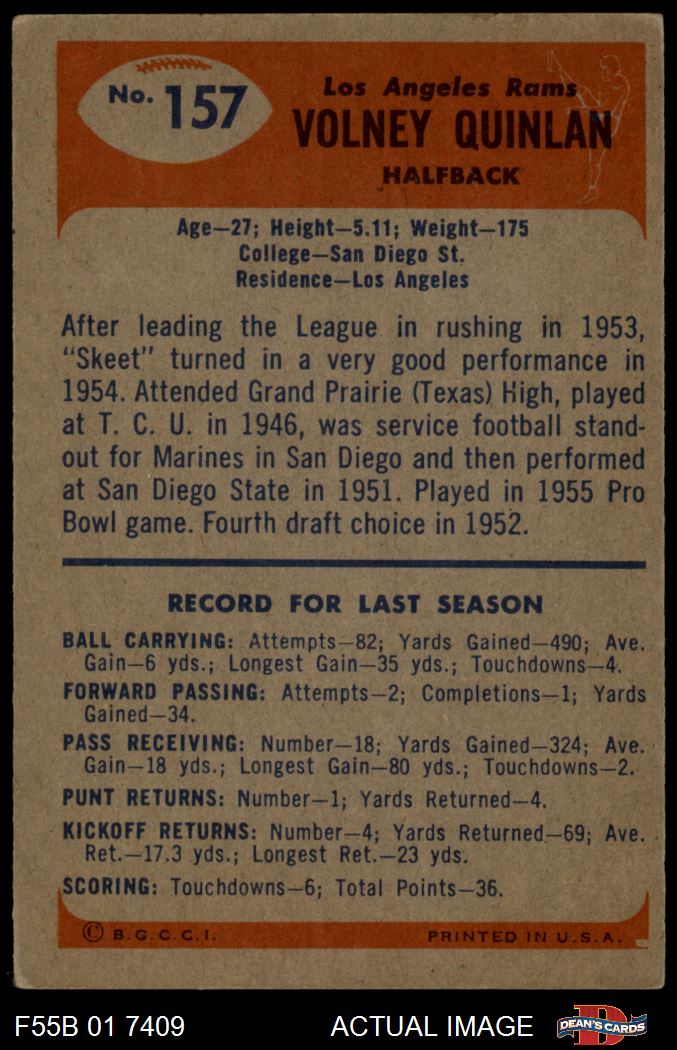 No. 157
Los Angeles Rams
VOLNEY QUINLAN
HALFBACK
Age—27; Height—5.11; Weight—175
College—San Diego St.
Residence—Los Angeles
After leading the League in rushing in 1953,
"Skeet" turned in a very good performance in
1954. Attended Grand Prairie (Texas) High, played
at T. C. U. in 1946, was service football stand-
out for Marines in San Diego and then performed
at San Diego State in 1951. Played in 1955 Pro
Bowl game. Fourth draft choice in 1952.
RECORD FOR LAST SEASON
BALL CARRYING: Attempts—82; Yards Gained—490; Ave.
Gain—6 yds.; Longest Gain—35 yds.; Touchdowns—4.
FORWARD PASSING: Attempts—2; Completions—1; Yards
Gained—34.
PASS RECEIVING: Number—18; Yards Gained—324; Ave.
Gain—18 yds.; Longest Gain—80 yds.; Touchdowns—2.
PUNT RETURNS: Number—1; Yards Returned—4.
KICKOFF RETURNS: Number—4; Yards Returned—69; Ave.
Ret.—17.3 yds.; Longest Ret.—23 yds.
SCORING: Touchdowns—6; Total Points—36.
© B.G.C.C.I. PRINTED IN U.S.A.
F55B 01 7409 ACTUAL IMAGE DEAN'S CARDS